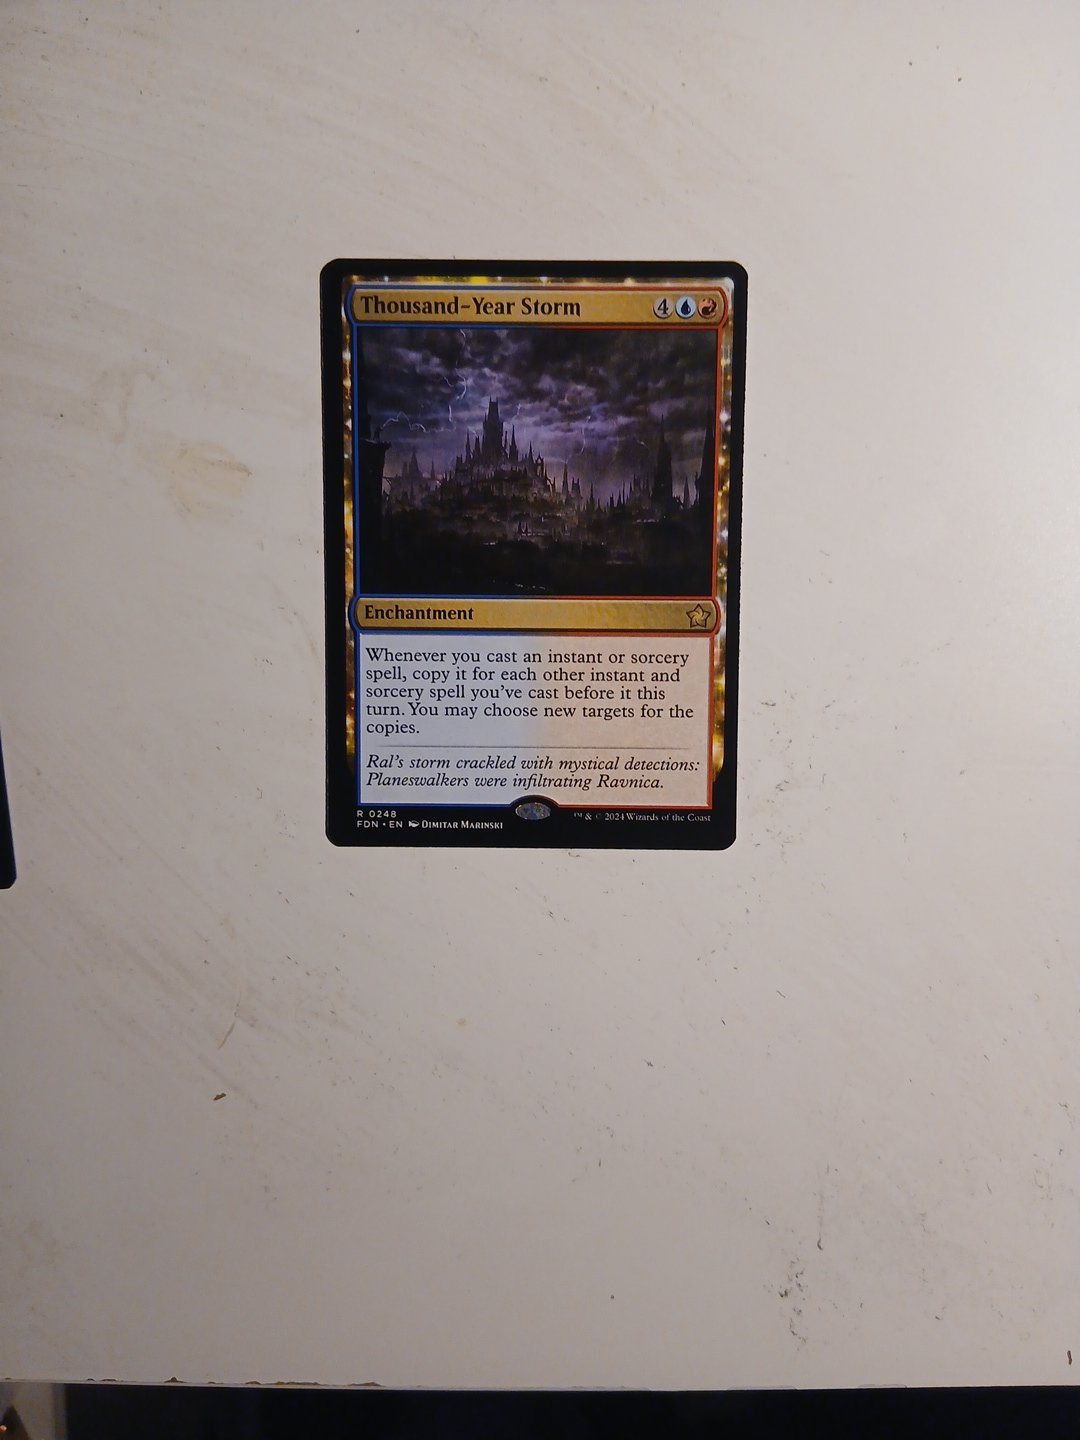 Thousand-Year Storm 4
Enchantment
Whenever you cast an instant or sorcery
spell, copy it for each other instant and
sorcery spell you've cast before it this
turn. You may choose new targets for the
copies.
Ral's storm crackled with mystical detections:
Planeswalkers were infiltrating Ravnica.
R 0248
FDN • EN Dimitar Marinski
™ & © 2024 Wizards of the Coast